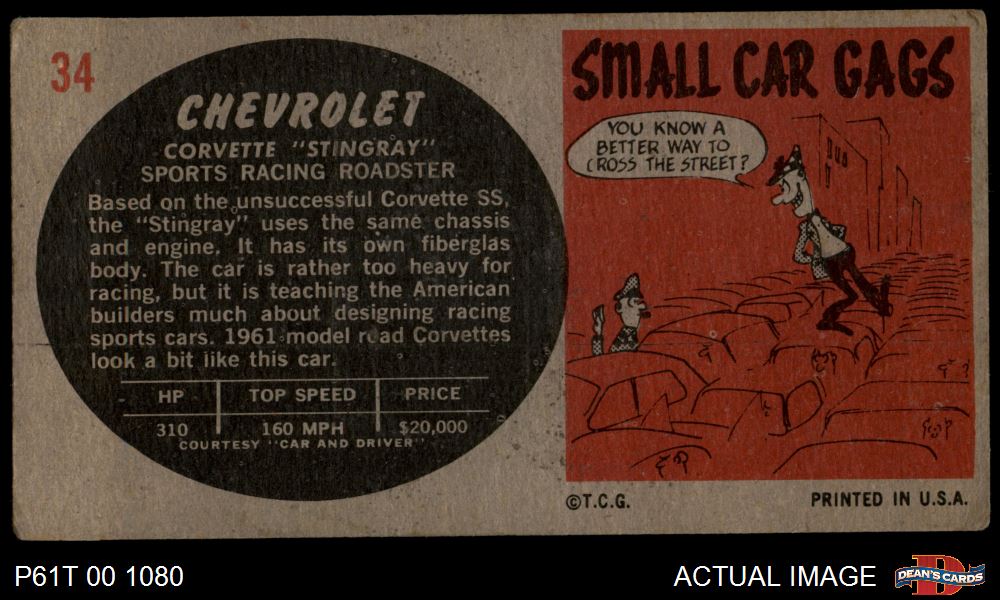 34
CHEVROLET
CORVETTE "STINGRAY"
SPORTS RACING ROADSTER
Based on the unsuccessful Corvette SS,
the "Stingray" uses the same chassis
and engine. It has its own fiberglas
body. The car is rather too heavy for
racing, but it is teaching the American
builders much about designing racing
sports cars. 1961 model road Corvettes
look a bit like this car.
HP TOP SPEED PRICE
310 160 MPH $20,000
COURTESY "CAR AND DRIVER"
SMALL CAR GAGS
YOU KNOW A
BETTER WAY TO
CROSS THE STREET?
©T.C.G. PRINTED IN U.S.A.
P61T 00 1080 ACTUAL IMAGE
D
DEAN'S CARDS